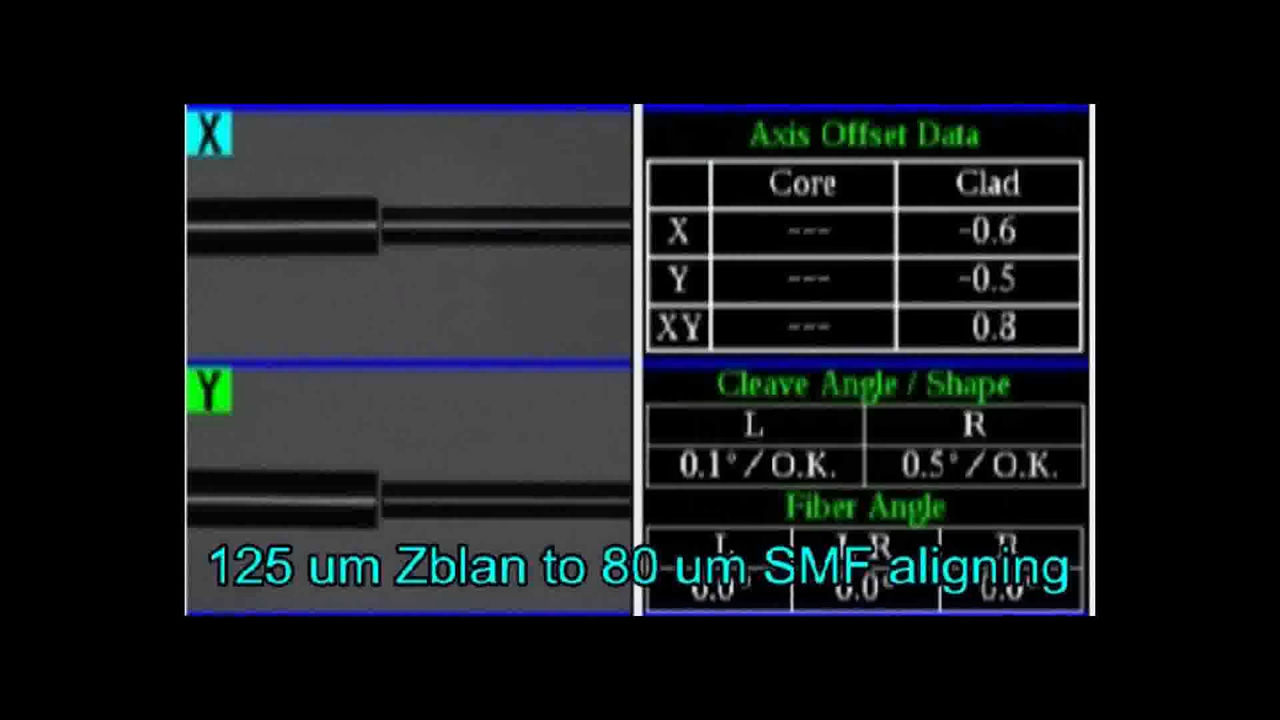 X
Axis Offset Data
Core Clad
X --- -0.6
Y --- -0.5
XY --- 0.8
Y
Cleave Angle / Shape
L R
0.1° / O.K. 0.5° / O.K.
Fiber Angle
125 um Zblan to 80 um SMF aligning